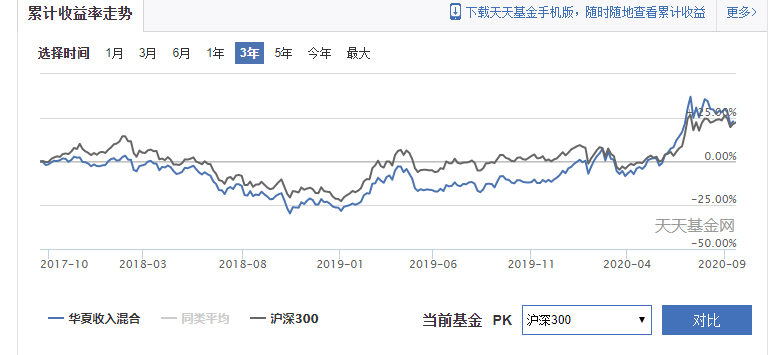 累计收益率走势 下载天天基金手机版，随时随地查看累计收益 更多>
选择时间 1月 3月 6月 1年 3年 5年 今年 最大
25.00%
0.00%
-25.00%
天天基金网
-50.00%
2017-10 2018-03 2018-08 2019-01 2019-06 2019-11 2020-04 2020-09
华夏收入混合 同类平均 沪深300 当前基金 PK 沪深300 对比